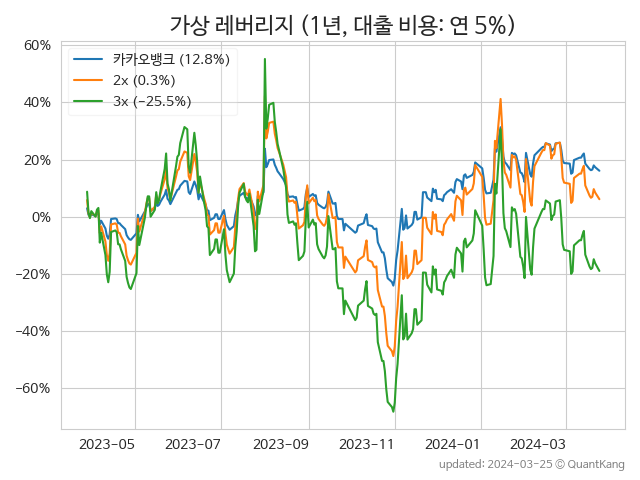 가상 레버리지 (1년, 대출 비용: 연 5%)
카카오뱅크 (12.8%)
2x (0.3%)
3x (−25.5%)
60%
40%
20%
0%
−20%
−40%
−60%
2023−05
2023−07
2023−09
2023−11
2024−01
2024−03
updated: 2024-03-25 ⓒ QuantKang